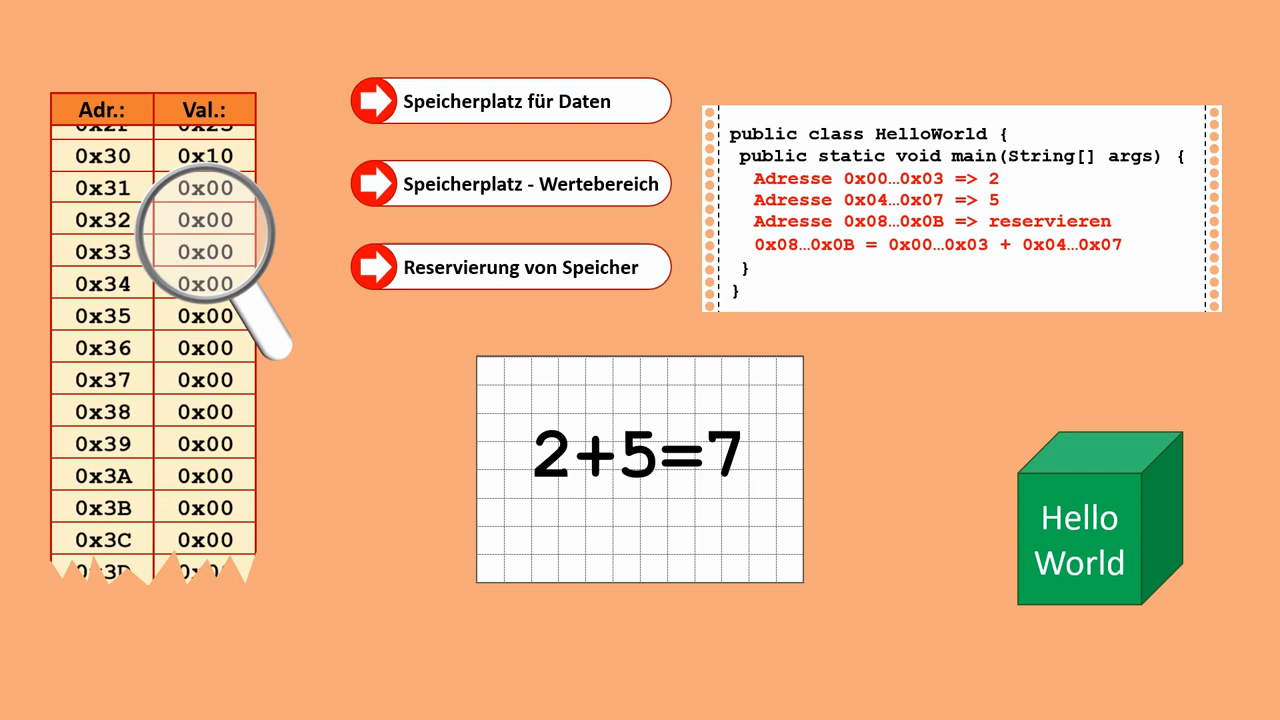 Adr.: Val.:
0x30 0x10
0x31 0x00
0x32 0x00
0x33 0x00
0x34 0x00
0x35 0x00
0x36 0x00
0x37 0x00
0x38 0x00
0x39 0x00
0x3A 0x00
0x3B 0x00
0x3C 0x00
Speicherplatz für Daten
Speicherplatz - Wertebereich
Reservierung von Speicher
public class HelloWorld {
public static void main(String[] args) {
Adresse 0x00…0x03 => 2
Adresse 0x04…0x07 => 5
Adresse 0x08…0x0B => reservieren
0x08…0x0B = 0x00…0x03 + 0x04…0x07
}
}
2+5=7
Hello
World